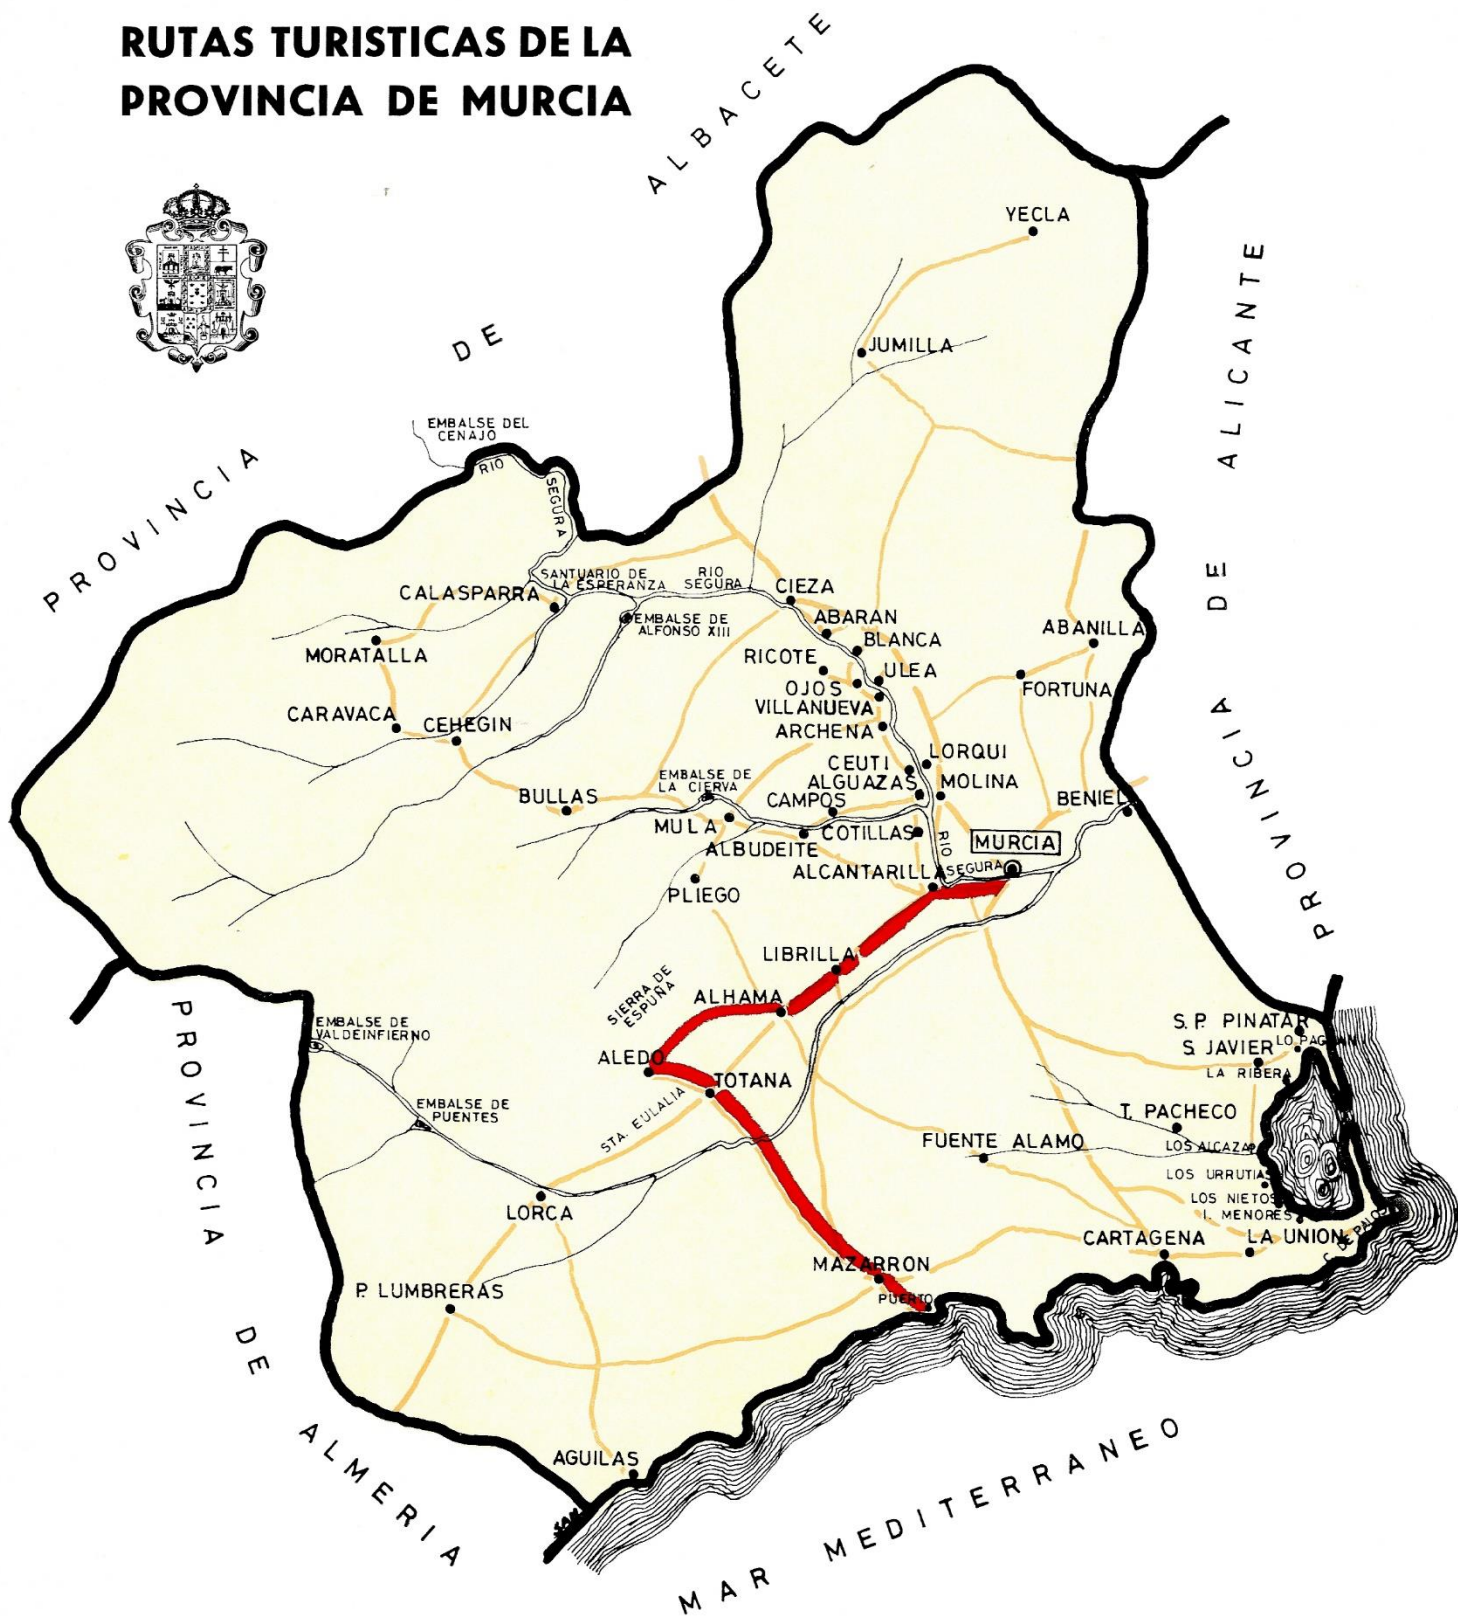 RUTAS TURISTICAS DE LA
PROVINCIA DE MURCIA
PROVINCIA DE ALBACETE
PROVINCIA DE ALICANTE
YECLA
JUMILLA
EMBALSE DEL
CENAJO
RIO
SEGURA
SANTUARIO DE
LA ESPERANZA
RIO
SEGURA
CALASPARRA
CIEZA
EMBALSE DE
ALFONSO XIII
ABARAN
BLANCA
ABANILLA
MORATALLA
RICOTE
ULEA
OJOS
FORTUNA
VILLANUEVA
CARAVACA
CEHEGIN
ARCHENA
LORQUI
CEUTI
EMBALSE DE
LA CIERVA
ALGUAZAS
MOLINA
BULLAS
CAMPOS
BENIEL
MULA
COTILLAS
RIO
SEGURA
MURCIA
ALBUDEITE
ALCANTARILLA
PLIEGO
LIBRILLA
SIERRA DE
ESPUÑA
ALHAMA
EMBALSE DE
VALDEINFIERNO
S. P. PINATAR
S. JAVIER
LO PAGAN
LA RIBERA
ALEDO
TOTANA
STA. EULALIA
EMBALSE DE
PUENTES
T. PACHECO
FUENTE ALAMO
LOS ALCAZAR
LOS URRUTIAS
LOS NIETOS
I. MENORES
LORCA
CARTAGENA
LA UNION
C. DE PALOS
MAZARRON
PUERTO
P. LUMBRERAS
AGUILAS
PROVINCIA DE ALMERIA
MAR MEDITERRANEO